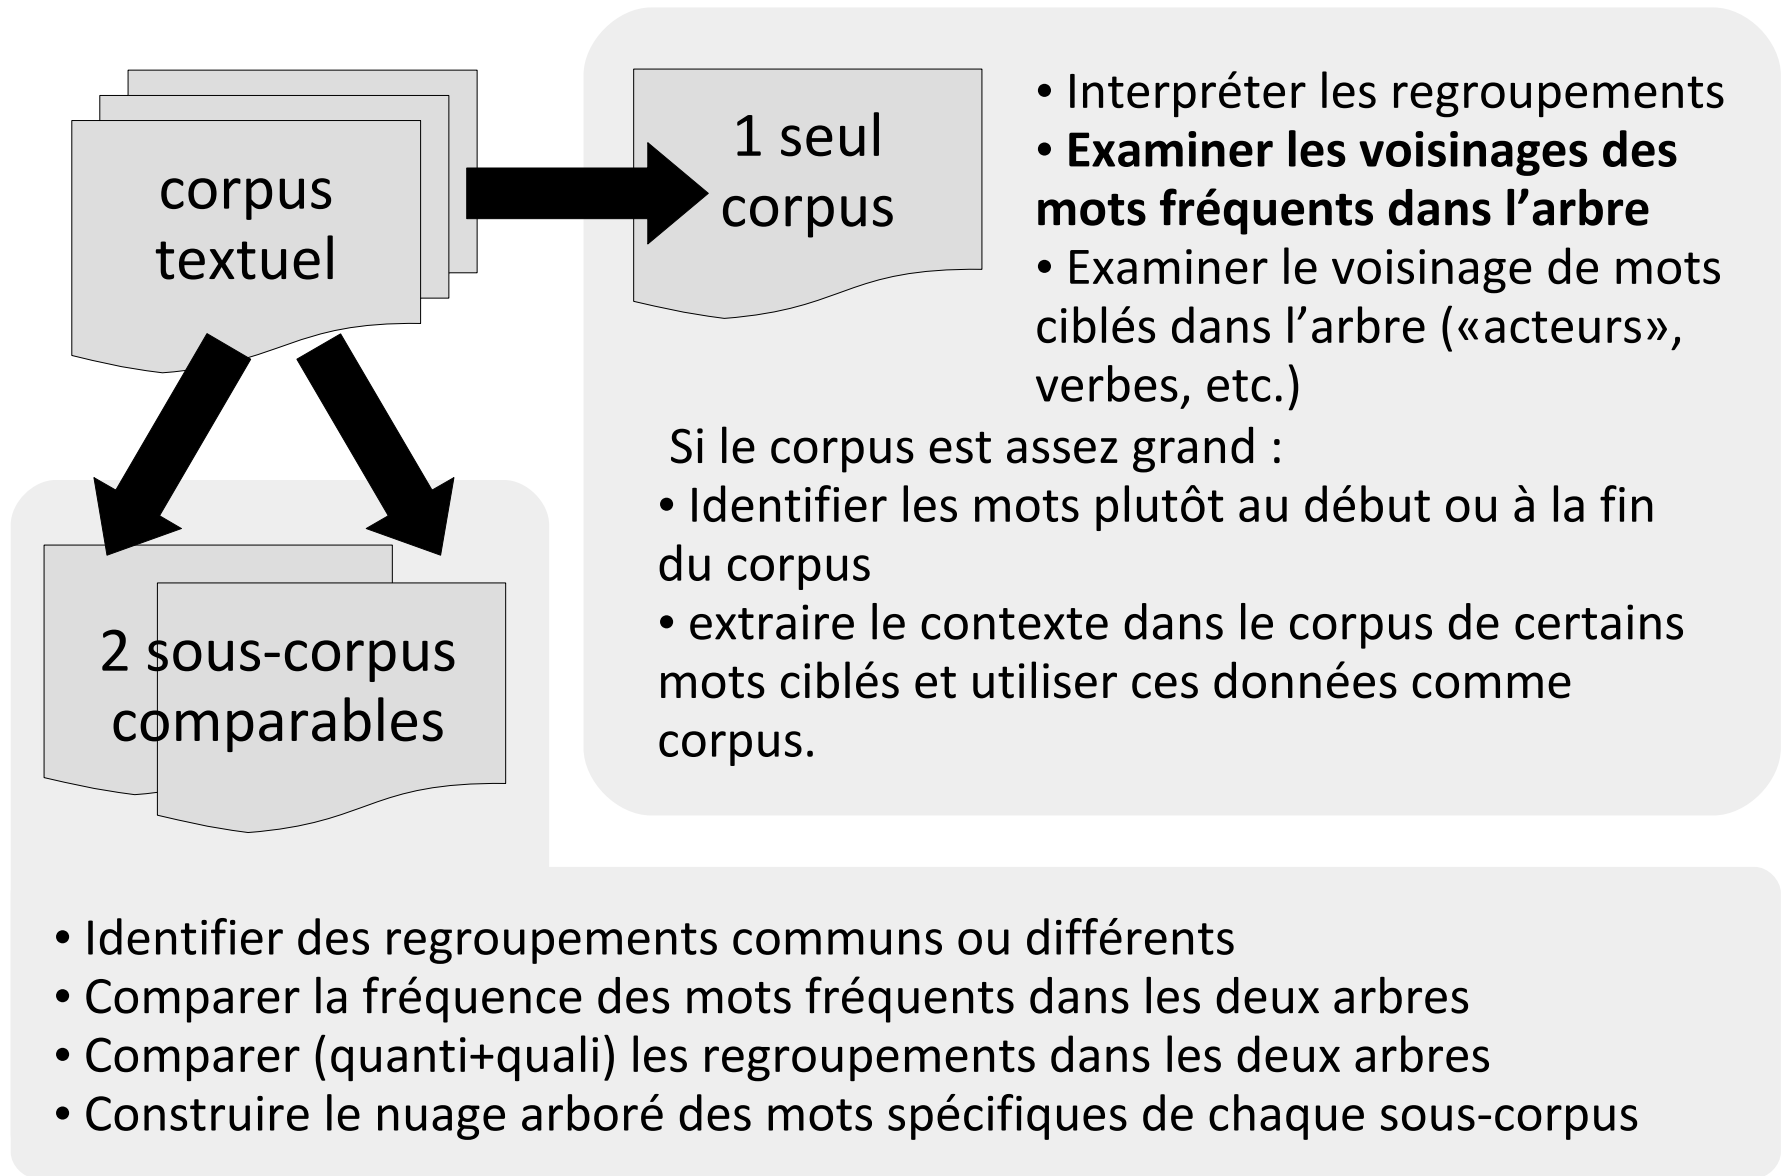 corpus
textuel
1 seul
corpus
• Interpréter les regroupements
• Examiner les voisinages des
mots fréquents dans l’arbre
• Examiner le voisinage de mots
ciblés dans l’arbre («acteurs»,
verbes, etc.)
Si le corpus est assez grand :
• Identifier les mots plutôt au début ou à la fin
du corpus
• extraire le contexte dans le corpus de certains
mots ciblés et utiliser ces données comme
corpus.
2 sous-corpus
comparables
• Identifier des regroupements communs ou différents
• Comparer la fréquence des mots fréquents dans les deux arbres
• Comparer (quanti+quali) les regroupements dans les deux arbres
• Construire le nuage arboré des mots spécifiques de chaque sous-corpus